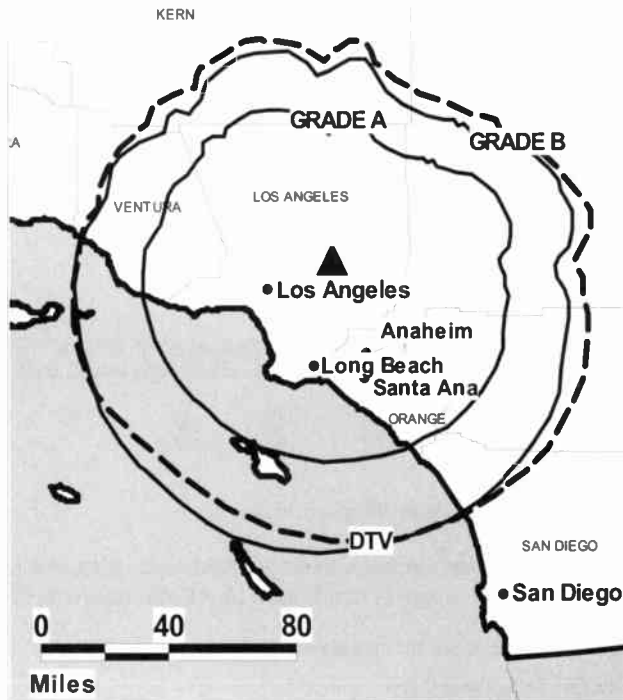 KERN
GRADE A
GRADE B
RA
LOS ANGELES
VENTURA
Los Angeles
Anaheim
Long Beach
Santa Ana
ORANGE
DTV
SAN DIEGO
San Diego
0 40 80
Miles